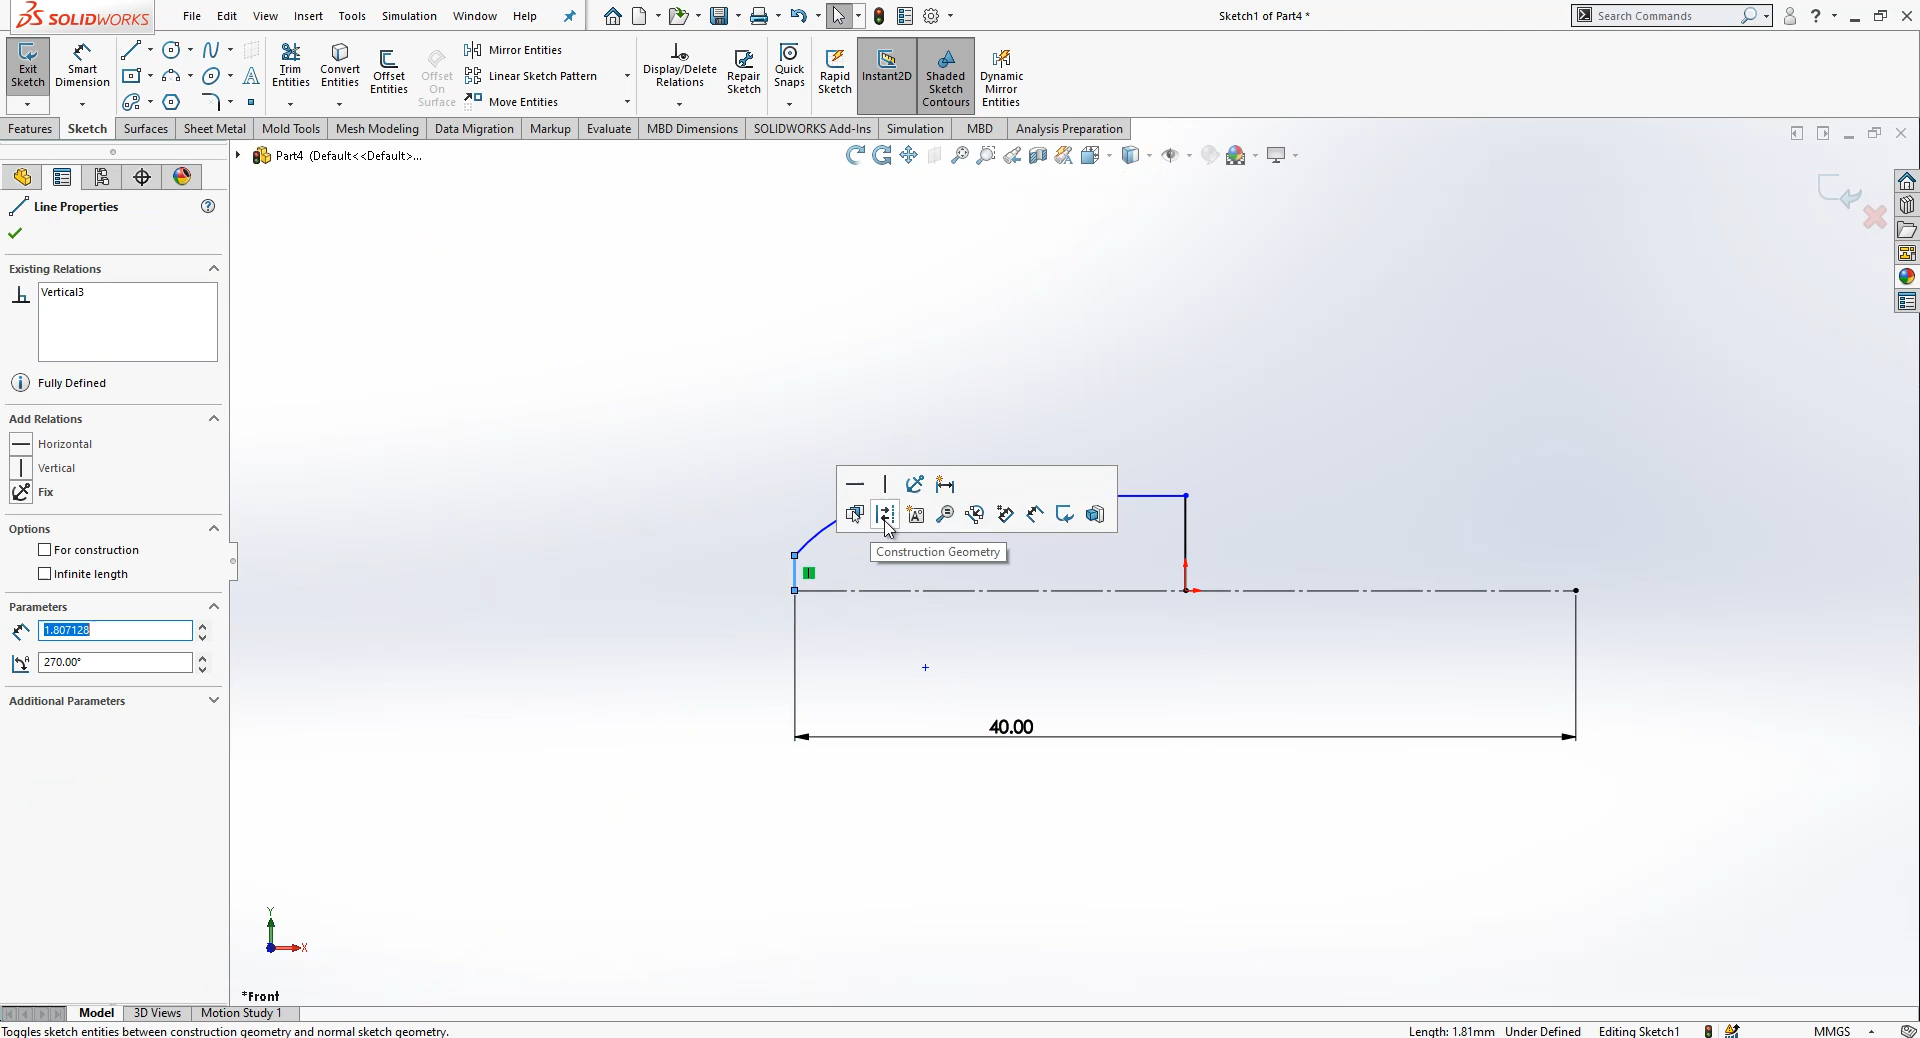 SOLIDWORKS File Edit View Insert Tools Simulation Window Help Sketch1 of Part4 * Search Commands
Exit Sketch
Smart Dimension
Trim Entities
Convert Entities
Offset Entities
Offset On Surface
Mirror Entities
Linear Sketch Pattern
Move Entities
Display/Delete Relations
Repair Sketch
Quick Snaps
Rapid Sketch
Instant2D
Shaded Sketch Contours
Dynamic Mirror Entities
Features Sketch Surfaces Sheet Metal Mold Tools Mesh Modeling Data Migration Markup Evaluate MBD Dimensions SOLIDWORKS Add-Ins Simulation MBD Analysis Preparation
Part4 (Default<<Default>...
Line Properties
Existing Relations
Vertical3
Fully Defined
Add Relations
Horizontal
Vertical
Fix
Options
For construction
Infinite length
Parameters
1.807128
270.00°
Additional Parameters
Construction Geometry
40.00
Y
X
*Front
Model 3D Views Motion Study 1
Toggles sketch entities between construction geometry and normal sketch geometry. Length: 1.81mm Under Defined Editing Sketch1 MMGS